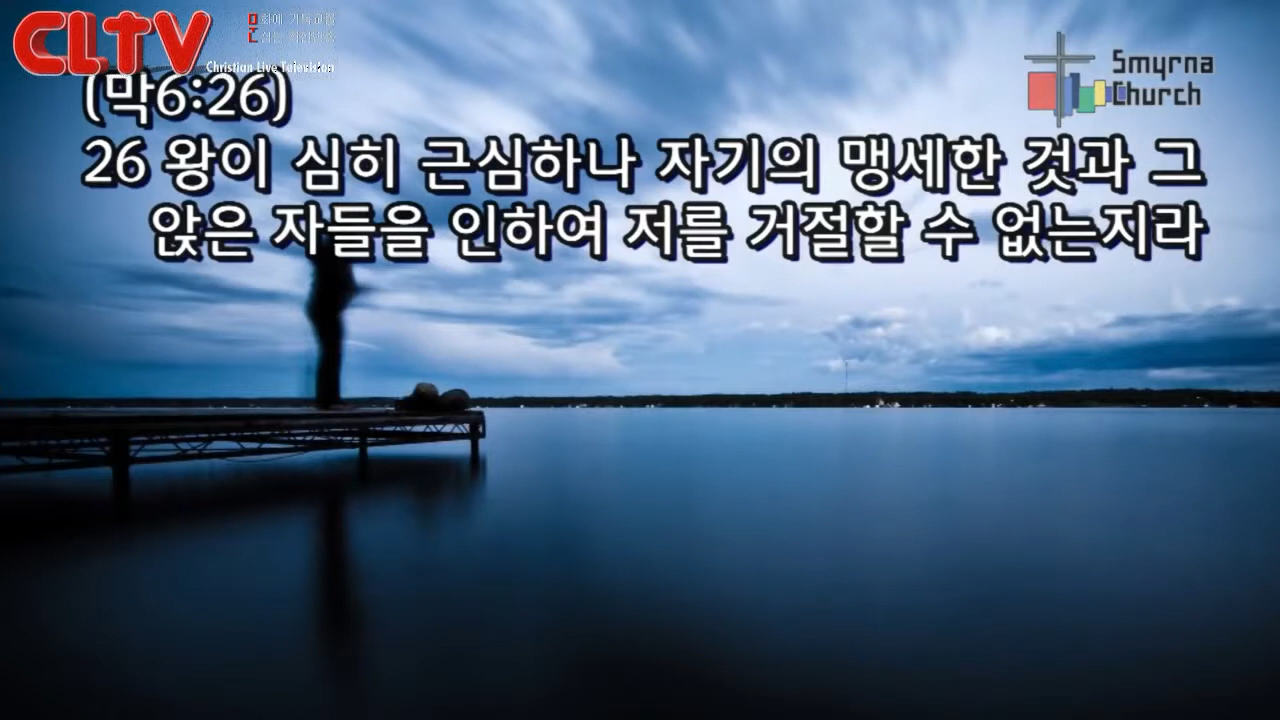 CLTV
Christian Live Television
Smyrna
Church
(막6:26)
26 왕이 심히 근심하나 자기의 맹세한 것과 그
앉은 자들을 인하여 저를 거절할 수 없는지라